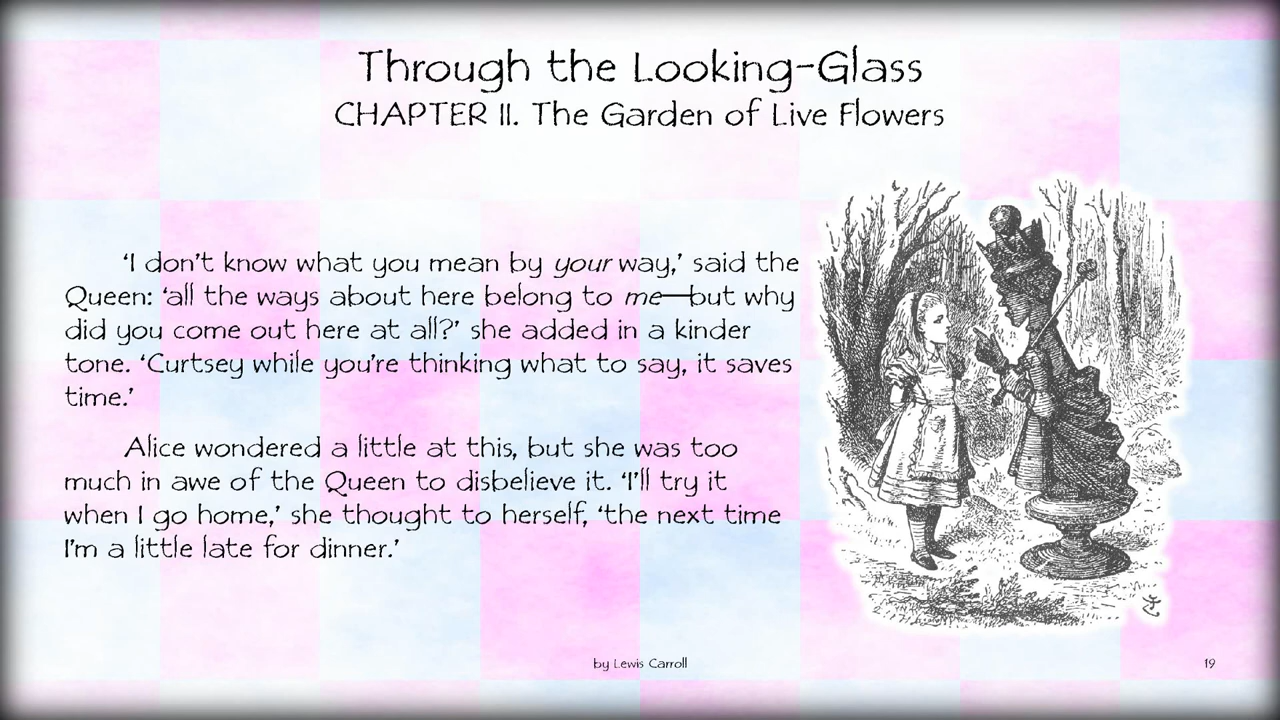 Through the Looking-Glass
CHAPTER II. The Garden of Live Flowers
‘I don’t know what you mean by your way,’ said the
Queen: ‘all the ways about here belong to me—but why
did you come out here at all?’ she added in a kinder
tone. ‘Curtsey while you’re thinking what to say, it saves
time.’
Alice wondered a little at this, but she was too
much in awe of the Queen to disbelieve it. ‘I’ll try it
when I go home,’ she thought to herself, ‘the next time
I’m a little late for dinner.’
by Lewis Carroll
19